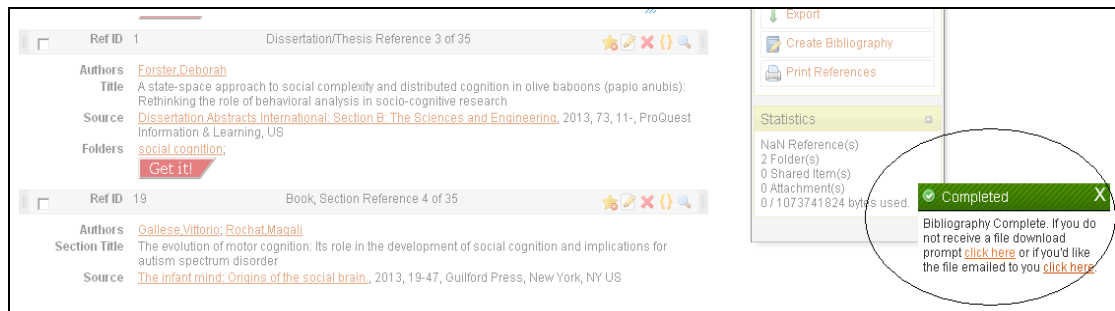 Ref ID 1 Dissertation/Thesis Reference 3 of 35
Authors Forster,Deborah
Title A state-space approach to social complexity and distributed cognition in olive baboons (papio anubis):
Rethinking the role of behavioral analysis in socio-cognitive research
Source Dissertation Abstracts International: Section B: The Sciences and Engineering, 2013, 73, 11-, ProQuest
Information & Learning, US
Folders social cognition;
Get it!
Ref ID 19 Book, Section Reference 4 of 35
Authors Gallese,Vittorio; Rochat,Magali
Section Title The evolution of motor cognition: Its role in the development of social cognition and implications for
autism spectrum disorder
Source The infant mind: Origins of the social brain., 2013, 19-47, Guilford Press, New York, NY US
Export
Create Bibliography
Print References
Statistics
NaN Reference(s)
2 Folder(s)
0 Shared Item(s)
0 Attachment(s)
0 / 1073741824 bytes used.
Completed X
Bibliography Complete. If you do
not receive a file download
prompt click here or if you'd like
the file emailed to you click here.